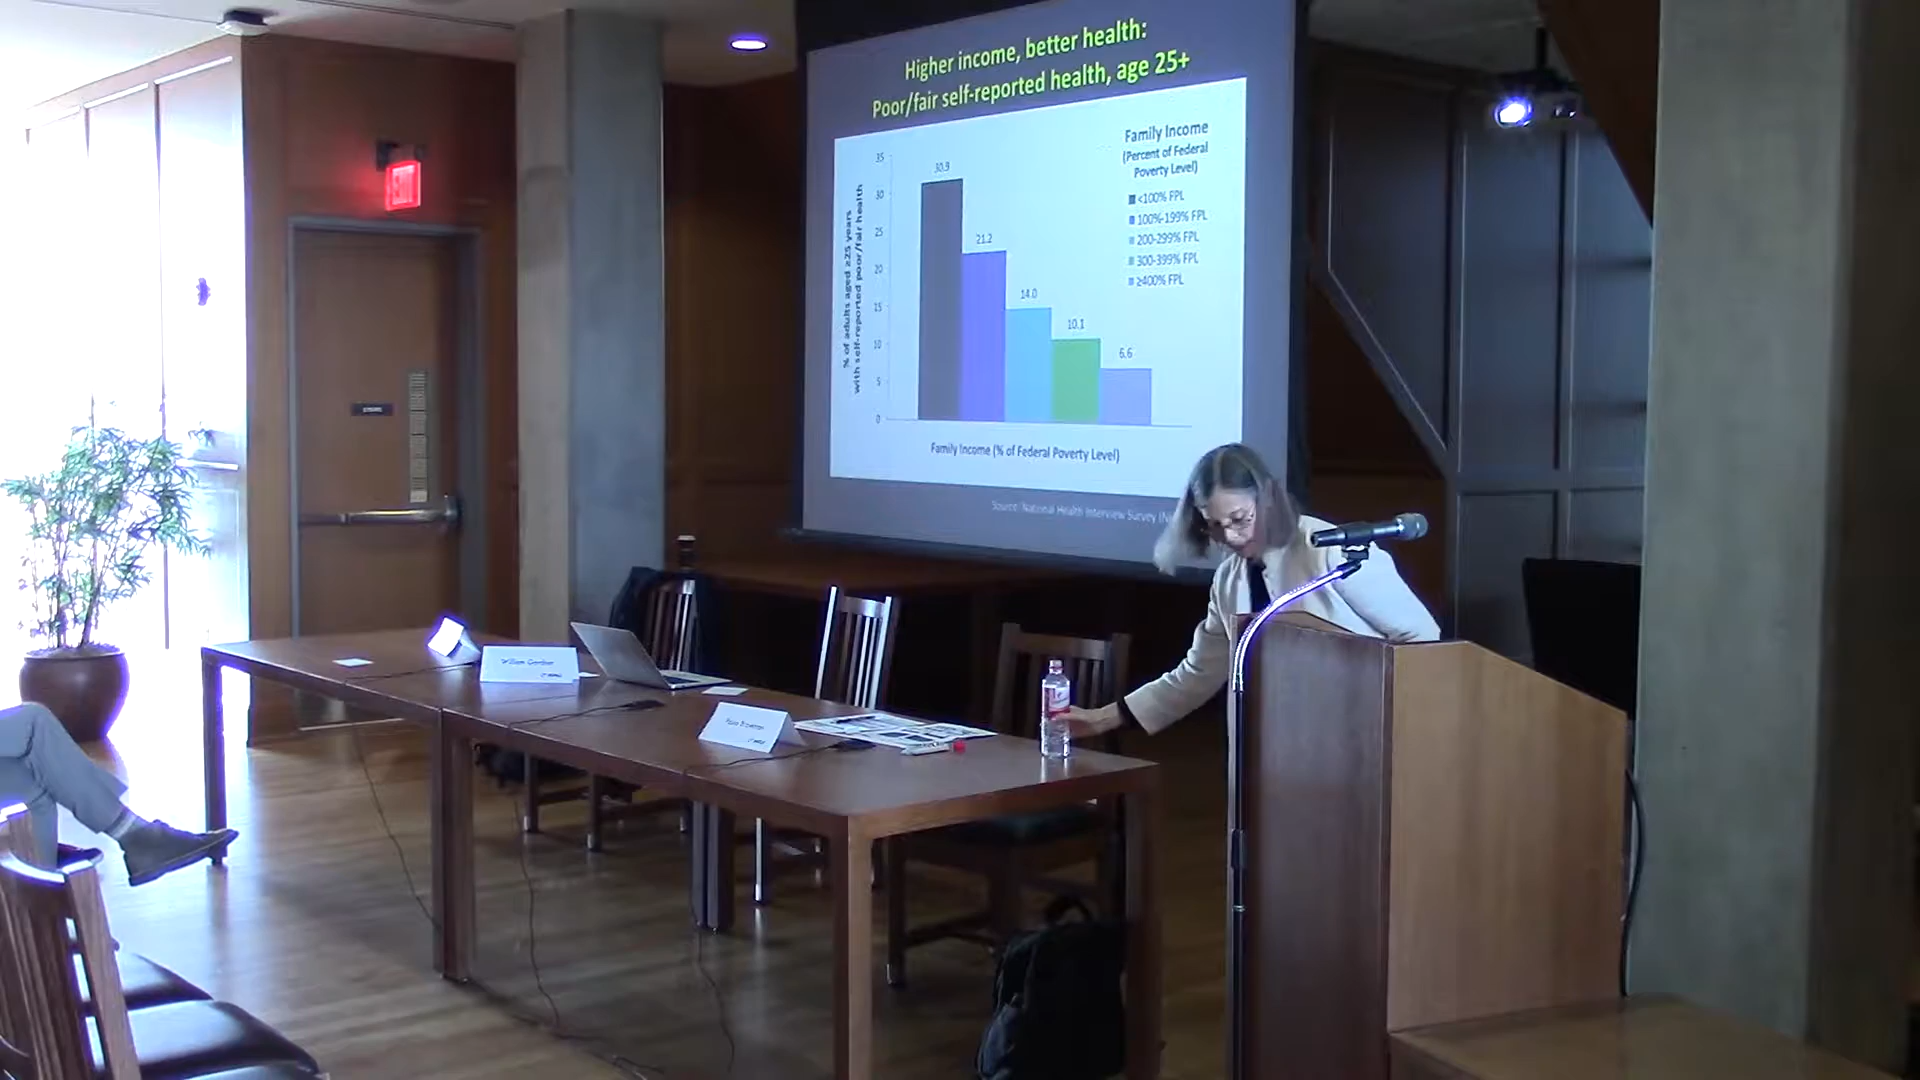 Higher income, better health:
Poor/fair self-reported health, age 25+
% of adults aged ≥25 years
with self-reported poor/fair health
35
30
25
20
15
10
5
0
30.9
21.2
14.0
10.1
6.6
Family Income
(Percent of Federal
Poverty Level)
<100% FPL
100%-199% FPL
200-299% FPL
300-399% FPL
≥400% FPL
Family Income (% of Federal Poverty Level)
Source: National Health Interview Survey
EXIT
William
Paula